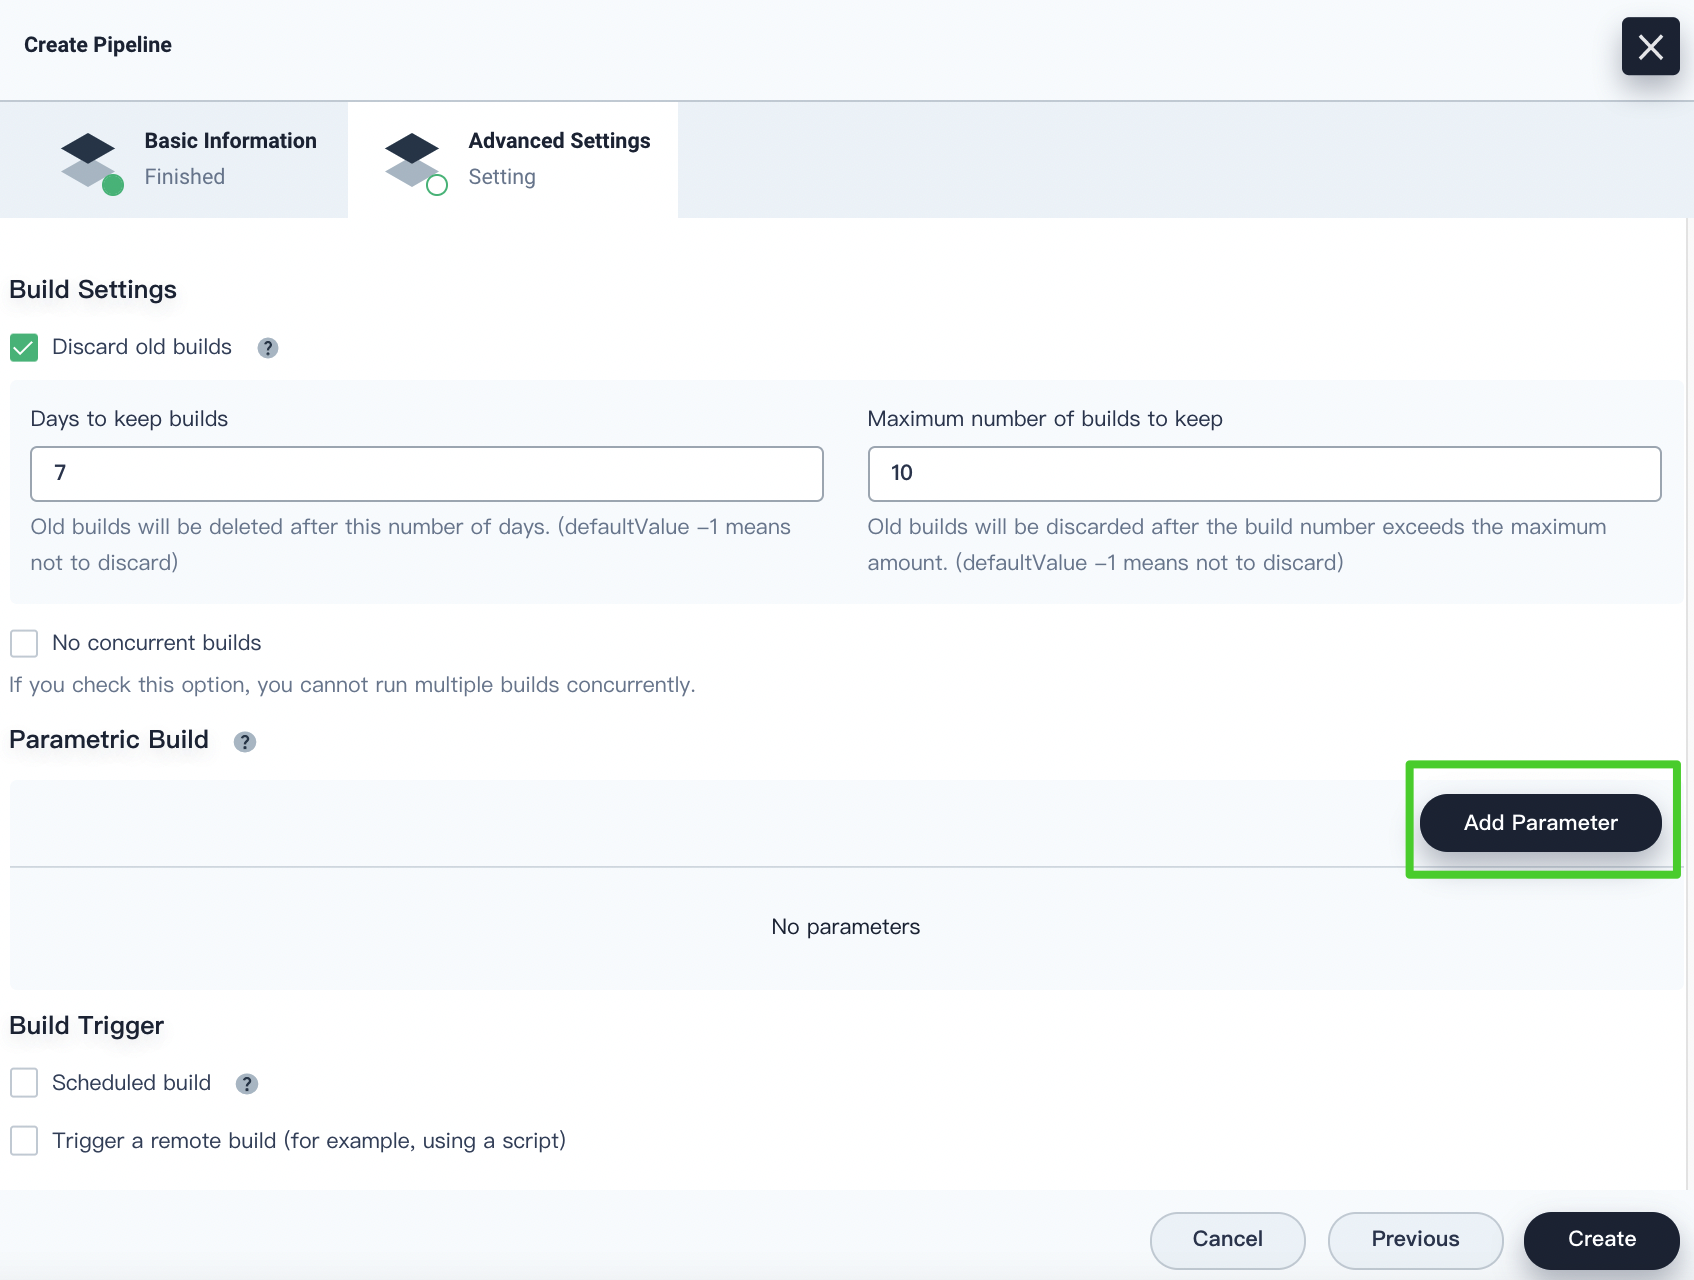 Create Pipeline
Basic Information
Finished
Advanced Settings
Setting
Build Settings
Discard old builds ?
Days to keep builds
7
Old builds will be deleted after this number of days. (defaultValue -1 means
not to discard)
Maximum number of builds to keep
10
Old builds will be discarded after the build number exceeds the maximum
amount. (defaultValue -1 means not to discard)
No concurrent builds
If you check this option, you cannot run multiple builds concurrently.
Parametric Build ?
Add Parameter
No parameters
Build Trigger
Scheduled build ?
Trigger a remote build (for example, using a script)
Cancel
Previous
Create